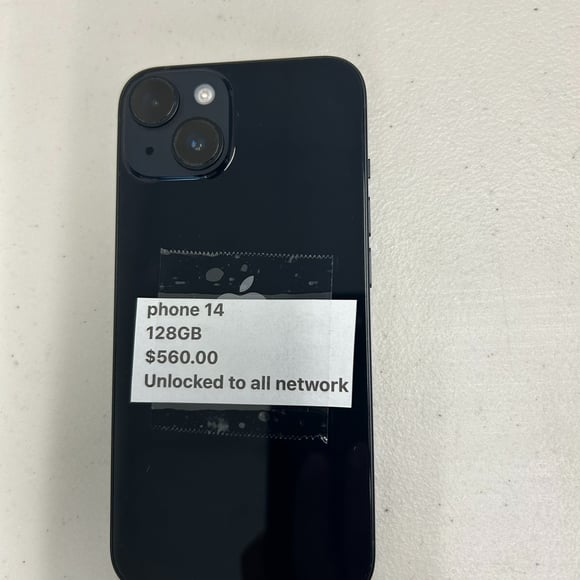 phone 14
128GB
$560.00
Unlocked to all network